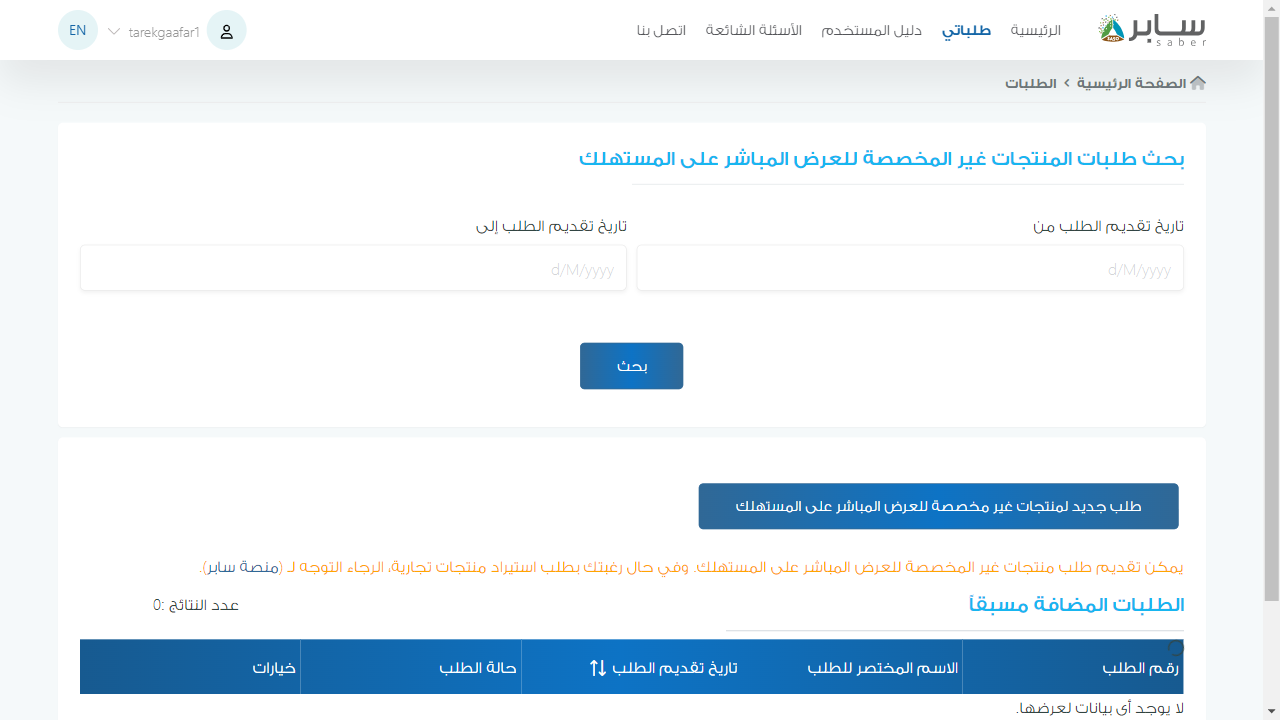 سابر
saber
SASO
الرئيسية
طلباتي
دليل المستخدم
الأسئلة الشائعة
اتصل بنا
tarekgaafar1
EN
الصفحة الرئيسية > الطلبات
بحث طلبات المنتجات غير المخصصة للعرض المباشر على المستهلك
تاريخ تقديم الطلب من
تاريخ تقديم الطلب إلى
d/M/yyyy
d/M/yyyy
بحث
طلب جديد لمنتجات غير مخصصة للعرض المباشر على المستهلك
يمكن تقديم طلب منتجات غير المخصصة للعرض المباشر على المستهلك. وفي حال رغبتك بطلب استيراد منتجات تجارية، الرجاء التوجه لـ (منصة سابر).
الطلبات المضافة مسبقاً
عدد النتائج :0
رقم الطلب
الاسم المختصر للطلب
تاريخ تقديم الطلب
حالة الطلب
خيارات
لا يوجد أي بيانات لعرضها.